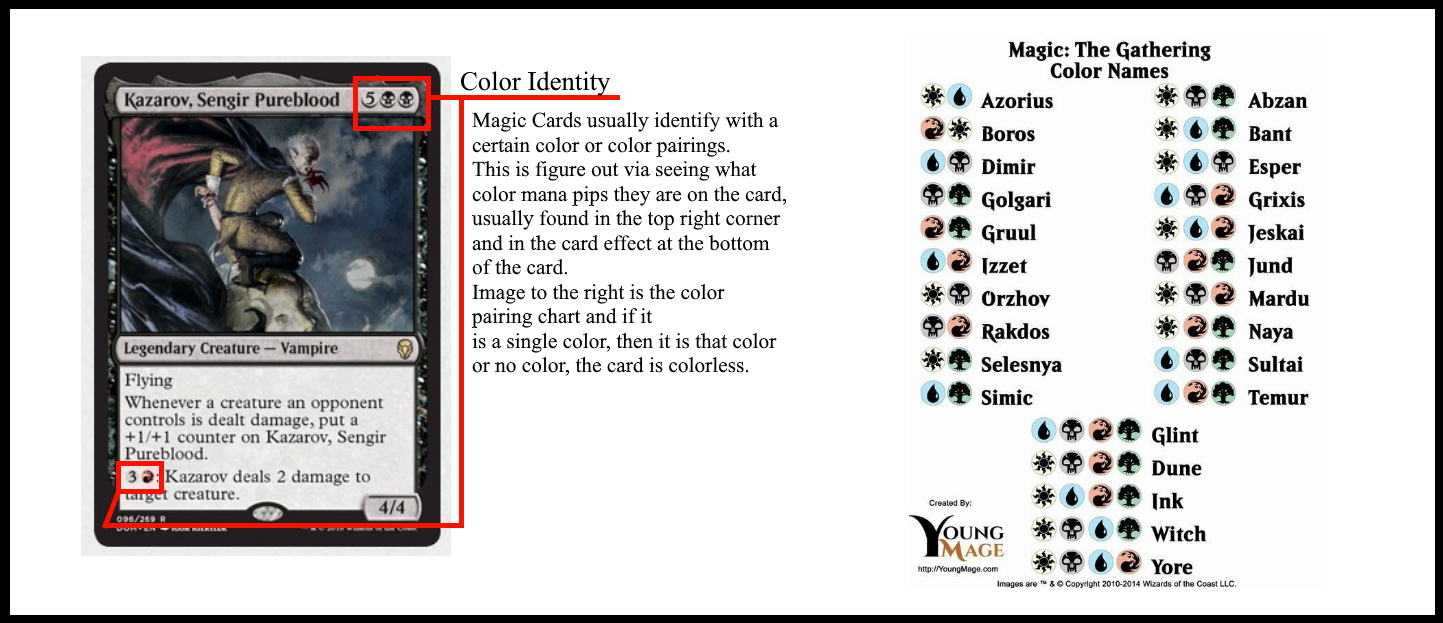 Kazarov, Sengir Pureblood 5
Legendary Creature — Vampire
Flying
Whenever a creature an opponent
controls is dealt damage, put a
+1/+1 counter on Kazarov, Sengir
Pureblood.
3 : Kazarov deals 2 damage to
target creature.
4/4
096/269 R
Color Identity
Magic Cards usually identify with a
certain color or color pairings.
This is figure out via seeing what
color mana pips they are on the card,
usually found in the top right corner
and in the card effect at the bottom
of the card.
Image to the right is the color
pairing chart and if it
is a single color, then it is that color
or no color, the card is colorless.
Magic: The Gathering
Color Names
Azorius
Boros
Dimir
Golgari
Gruul
Izzet
Orzhov
Rakdos
Selesnya
Simic
Abzan
Bant
Esper
Grixis
Jeskai
Jund
Mardu
Naya
Sultai
Temur
Glint
Dune
Ink
Witch
Yore
Created By:
YOUNG
MAGE
http://YoungMage.com
Images are ™ & © Copyright 2010-2014 Wizards of the Coast LLC.